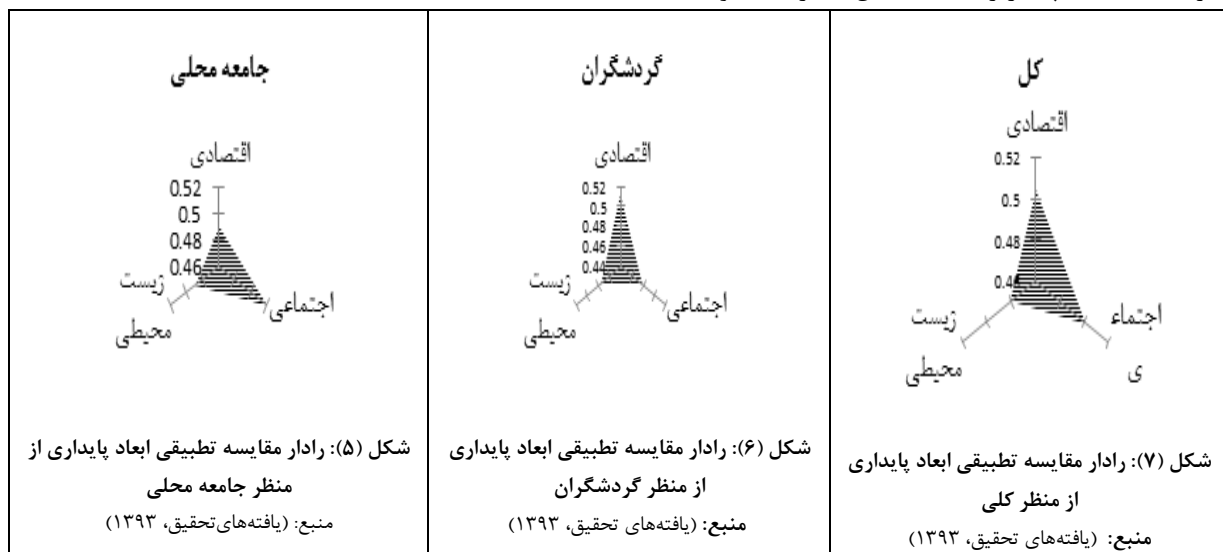 کل
اقتصادی
0.52
0.5
0.48
0.46
اجتماع
ی
زیست
محیطی
شکل (۷): رادار مقایسه تطبیقی ابعاد پایداری
از منظر کلی
منبع: (یافته‌های تحقیق، ۱۳۹۳)
گردشگران
اقتصادی
0.52
0.5
0.48
0.46
0.44
اجتماعی
زیست
محیطی
شکل (۶): رادار مقایسه تطبیقی ابعاد پایداری
از منظر گردشگران
منبع: (یافته‌های تحقیق، ۱۳۹۳)
جامعه محلی
اقتصادی
0.52
0.5
0.48
0.46
اجتماعی
زیست
محیطی
شکل (۵): رادار مقایسه تطبیقی ابعاد پایداری از
منظر جامعه محلی
منبع: (یافته‌های‌تحقیق، ۱۳۹۳)